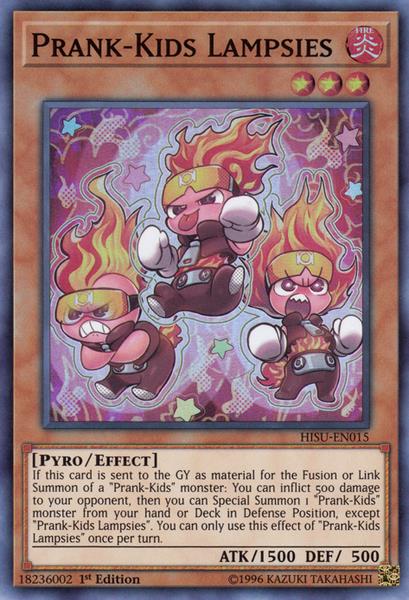 PRANK-KIDS LAMPSIES
FIRE
炎
HISU-EN015
[PYRO/EFFECT]
If this card is sent to the GY as material for the Fusion or Link
Summon of a "Prank-Kids" monster: You can inflict 500 damage
to your opponent, then you can Special Summon 1 "Prank-Kids"
monster from your hand or Deck in Defense Position, except
"Prank-Kids Lampsies". You can only use this effect of "Prank-Kids
Lampsies" once per turn.
ATK/1500 DEF/ 500
18236002 1st Edition ©1996 KAZUKI TAKAHASHI